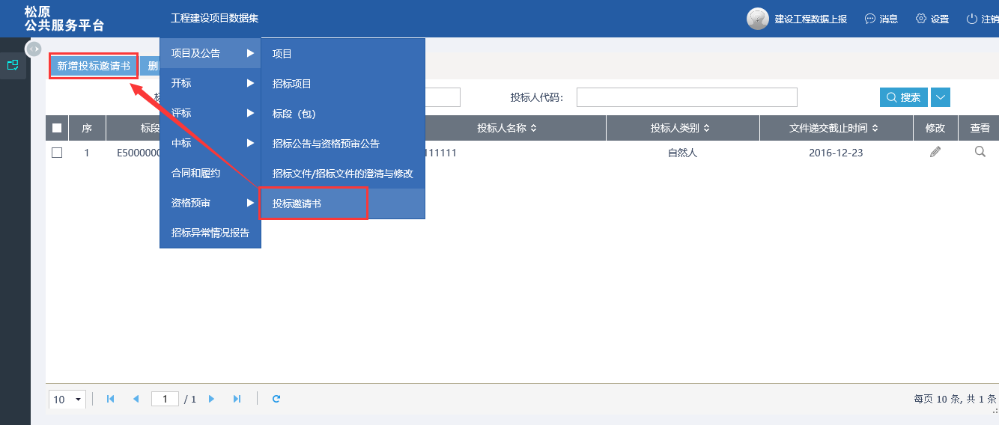 松原
公共服务平台
工程建设项目数据集
建设工程数据上报
消息
设置
注销
新增投标邀请书
项目及公告
开标
评标
中标
合同和履约
资格预审
招标异常情况报告
项目
招标项目
标段（包）
招标公告与资格预审公告
招标文件/招标文件的澄清与修改
投标邀请书
投标人代码：
搜索
序 标段 投标人名称 投标人类别 文件递交截止时间 修改 查看
1 E5000000 111111 自然人 2016-12-23
10 1 / 1 每页 10 条, 共 1 条